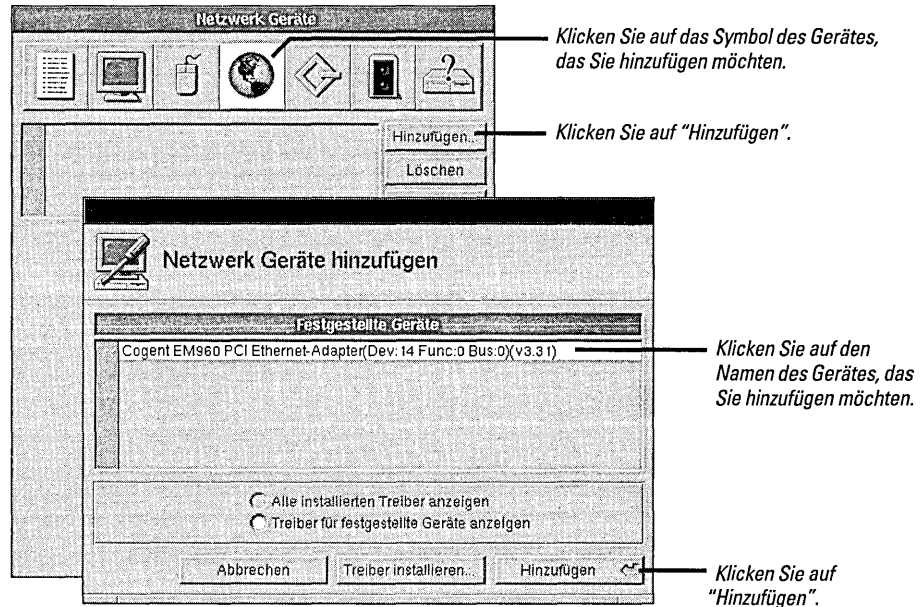 Netzwerk Geräte
Klicken Sie auf das Symbol des Gerätes,
das Sie hinzufügen möchten.
Hinzufügen...
Klicken Sie auf "Hinzufügen".
Löschen
Netzwerk Geräte hinzufügen
Festgestellte Geräte
Cogent EM960 PCI Ethernet-Adapter(Dev:14 Func:0 Bus:0)(v3.31)
Klicken Sie auf den
Namen des Gerätes, das
Sie hinzufügen möchten.
Alle installierten Treiber anzeigen
Treiber für festgestellte Geräte anzeigen
Abbrechen
Treiber installieren...
Hinzufügen
Klicken Sie auf
"Hinzufügen".